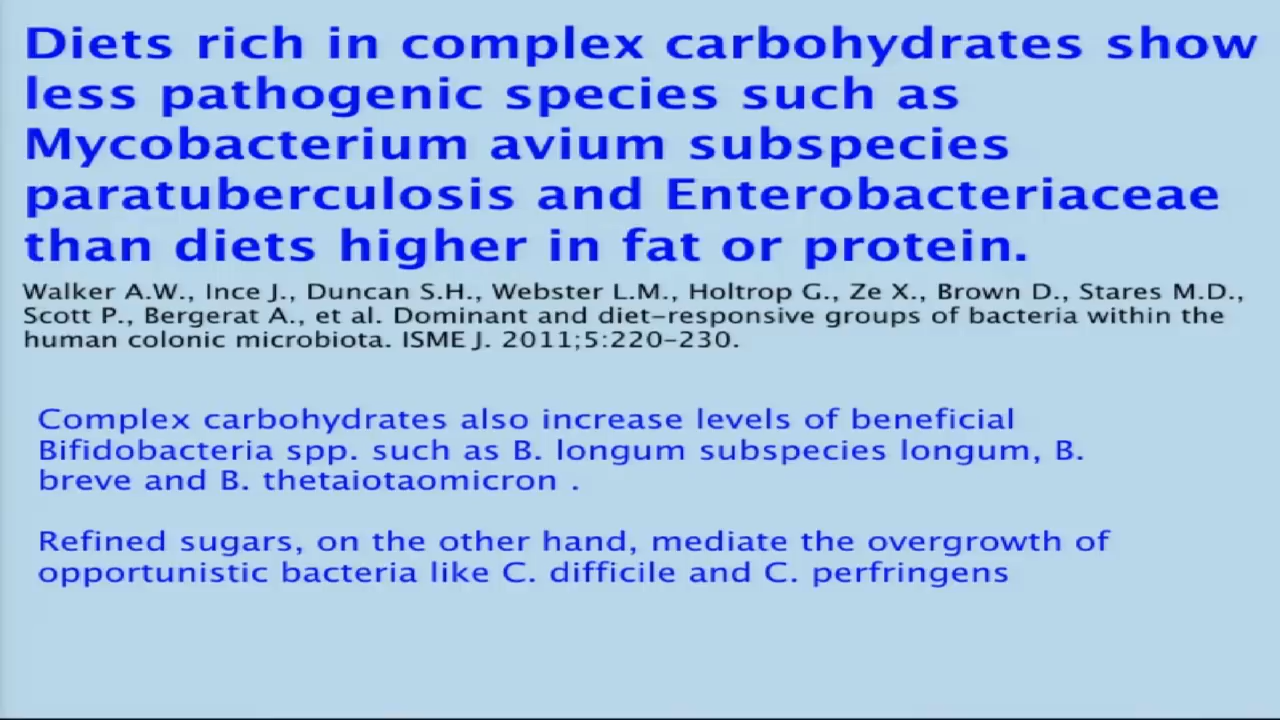 Diets rich in complex carbohydrates show
less pathogenic species such as
Mycobacterium avium subspecies
paratuberculosis and Enterobacteriaceae
than diets higher in fat or protein.
Walker A.W., Ince J., Duncan S.H., Webster L.M., Holtrop G., Ze X., Brown D., Stares M.D.,
Scott P., Bergerat A., et al. Dominant and diet-responsive groups of bacteria within the
human colonic microbiota. ISME J. 2011;5:220–230.
Complex carbohydrates also increase levels of beneficial
Bifidobacteria spp. such as B. longum subspecies longum, B.
breve and B. thetaiotaomicron .
Refined sugars, on the other hand, mediate the overgrowth of
opportunistic bacteria like C. difficile and C. perfringens